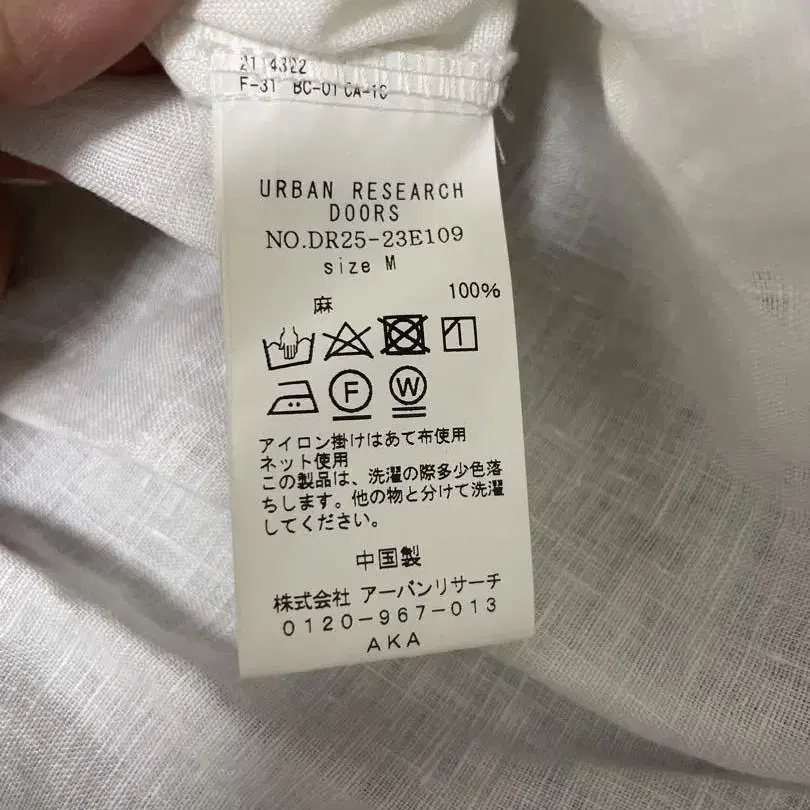 21 4322
F-31 BC-01 CA-1C
URBAN RESEARCH
DOORS
NO.DR25-23E109
size M
麻 100%
F W
アイロン掛けはあて布使用
ネット使用
この製品は、洗濯の際多少色落
ちします。他の物と分けて洗濯
してください。
中国製
株式会社 アーバンリサーチ
0120-967-013
AKA